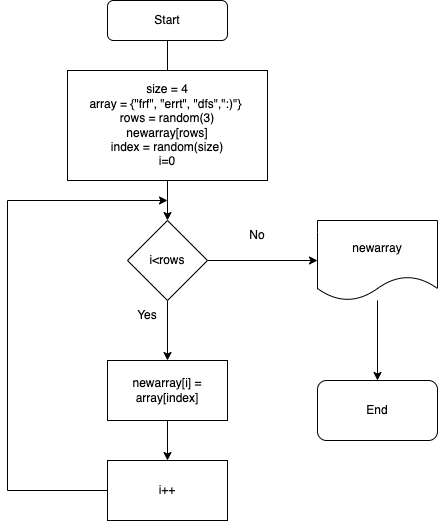 Start
size = 4
array = {"frf", "errt", "dfs",":)"}
rows = random(3)
newarray[rows]
index = random(size)
i=0
i<rows
No
newarray
Yes
newarray[i] =
array[index]
End
i++